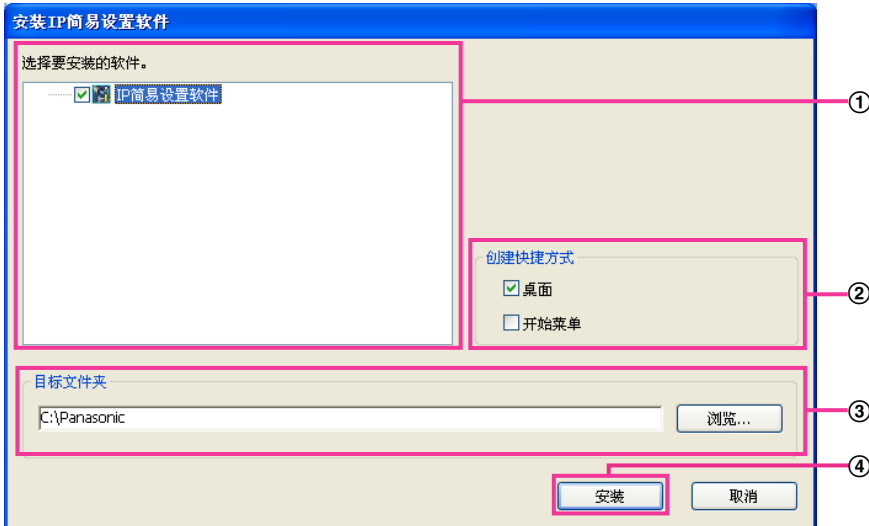 安装IP简易设置软件
选择要安装的软件。
IP简易设置软件
①
创建快捷方式
桌面
②
开始菜单
目标文件夹
C:\Panasonic
浏览...
③
④
安装
取消